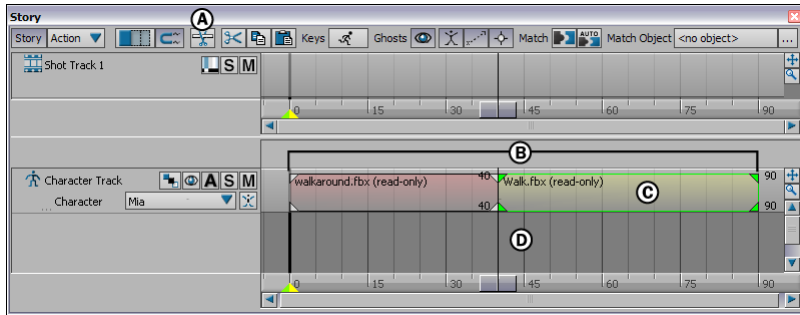 Story
A
Story Action Keys Ghosts Match AUTO Match Object <no object> ...
Shot Track 1 S M
0 15 30 45 60 75 90
B
Character Track A S M walkaround.fbx (read-only) 40 Walk.fbx (read-only) C 90 90
Character Mia 40 90
D
0 15 30 45 60 75 90